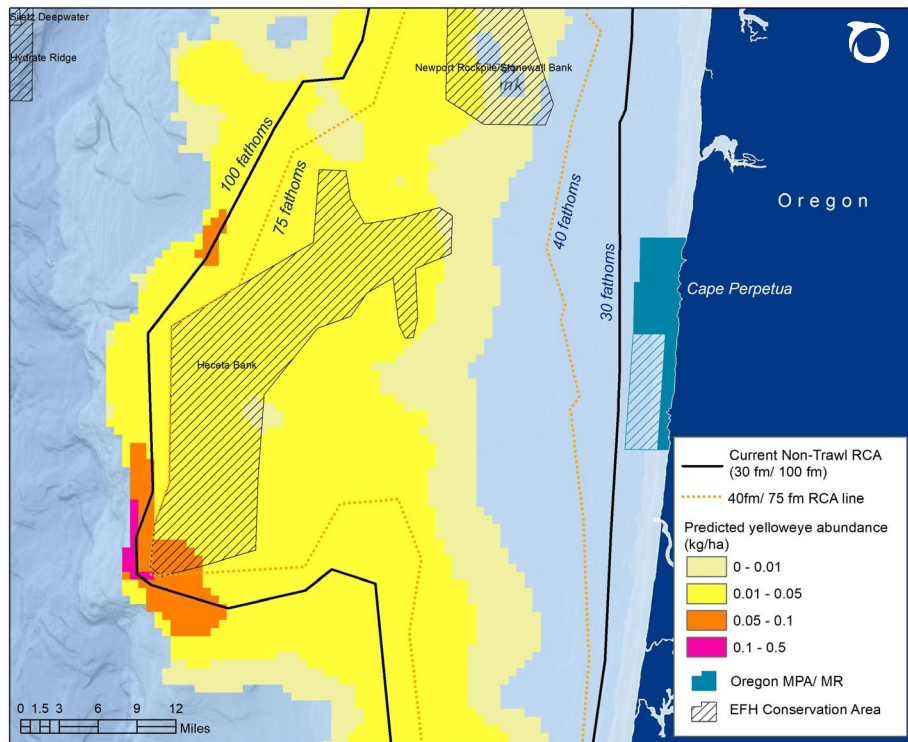 Siletz Deepwater
Hydrate Ridge
Newport Rockpile/Stonewall Bank
nk
100 fathoms
75 fathoms
40 fathoms
30 fathoms
Oregon
Cape Perpetua
Heceta Bank
Current Non-Trawl RCA
(30 fm/ 100 fm)
40fm/ 75 fm RCA line
Predicted yelloweye abundance
(kg/ha)
0 - 0.01
0.01 - 0.05
0.05 - 0.1
0.1 - 0.5
Oregon MPA/ MR
EFH Conservation Area
0 1.5 3 6 9 12
Miles